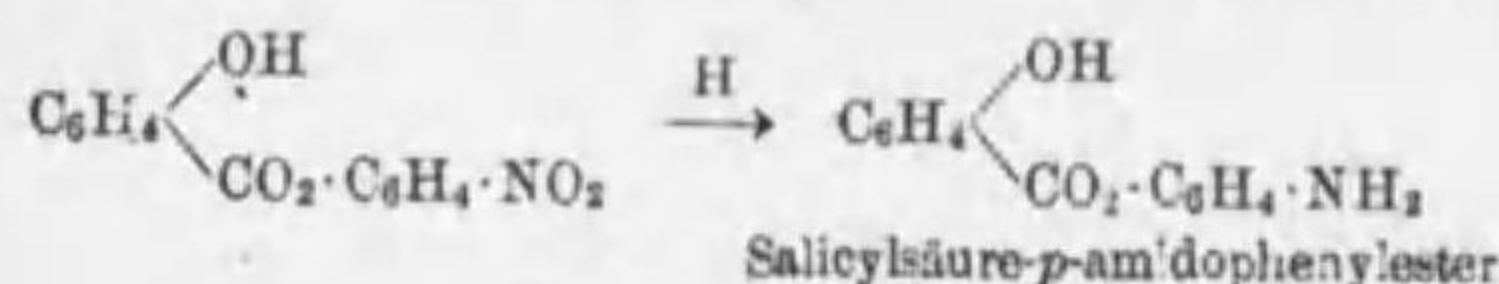 OH H OH
C₆H₄ → C₆H₄
CO₂·C₆H₄·NO₂ CO₂·C₆H₄·NH₂
Salicylsäure-p-amidophenylester